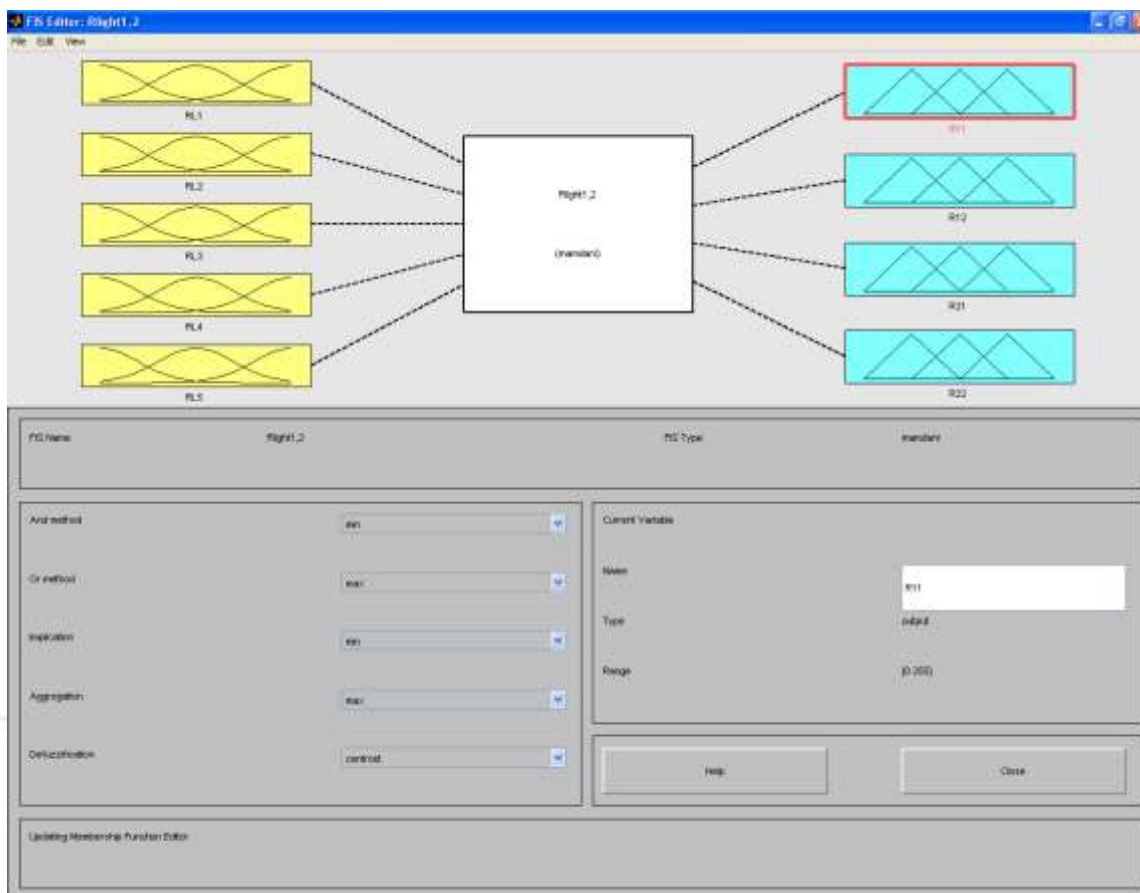 FIS Editor: Rlight1,2
File Edit View
RL1
RL2
RL3
RL4
RL5
Rlight1,2
(mamdani)
R11
R12
R21
R22
FIS Name
Rlight1,2
FIS Type
mamdani
And method
min
Or method
max
Implication
min
Aggregation
max
Defuzzification
centroid
Current Variable
Name
R11
Type
output
Range
Help
Close
Updating Membership Function Editor